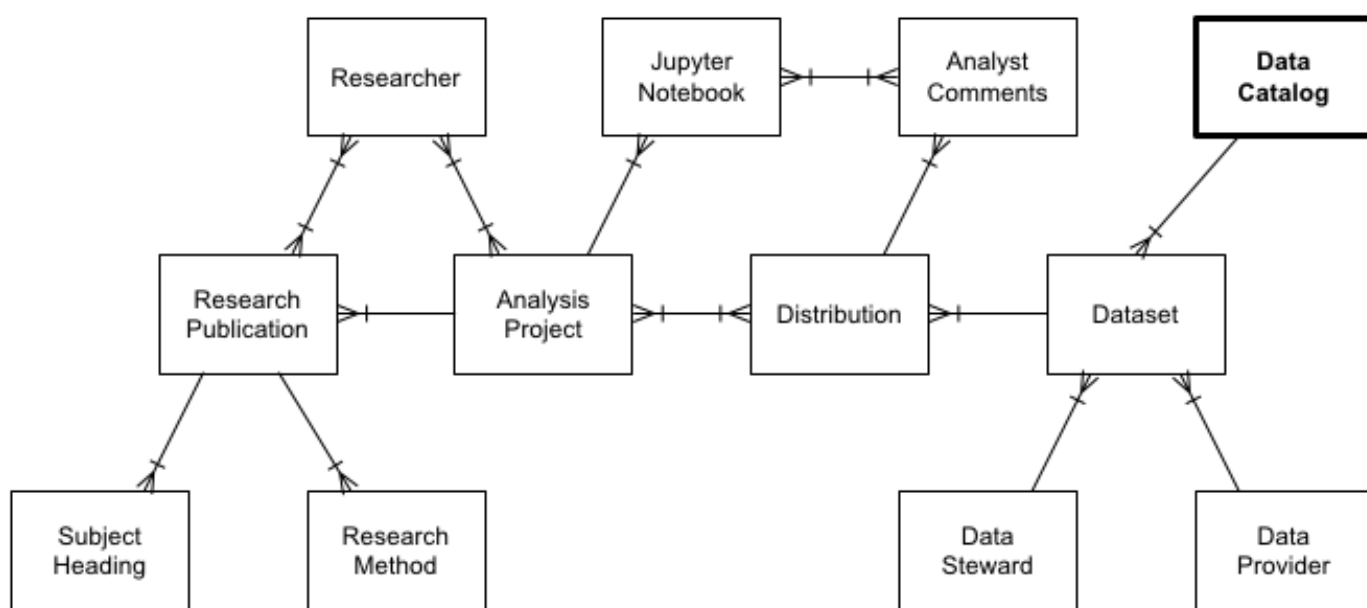 Researcher
Jupyter
Notebook
Analyst
Comments
Data
Catalog
Research
Publication
Analysis
Project
Distribution
Dataset
Subject
Heading
Research
Method
Data
Steward
Data
Provider